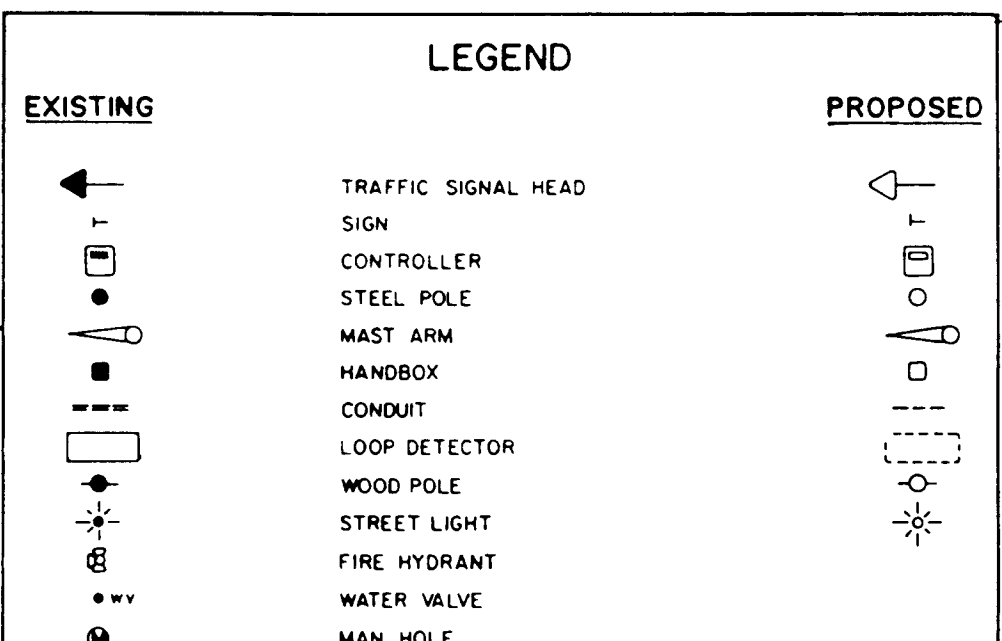 LEGEND
EXISTING PROPOSED
TRAFFIC SIGNAL HEAD
SIGN
CONTROLLER
STEEL POLE
MAST ARM
HANDBOX
CONDUIT
LOOP DETECTOR
WOOD POLE
STREET LIGHT
FIRE HYDRANT
WV WATER VALVE
MAN HOLE